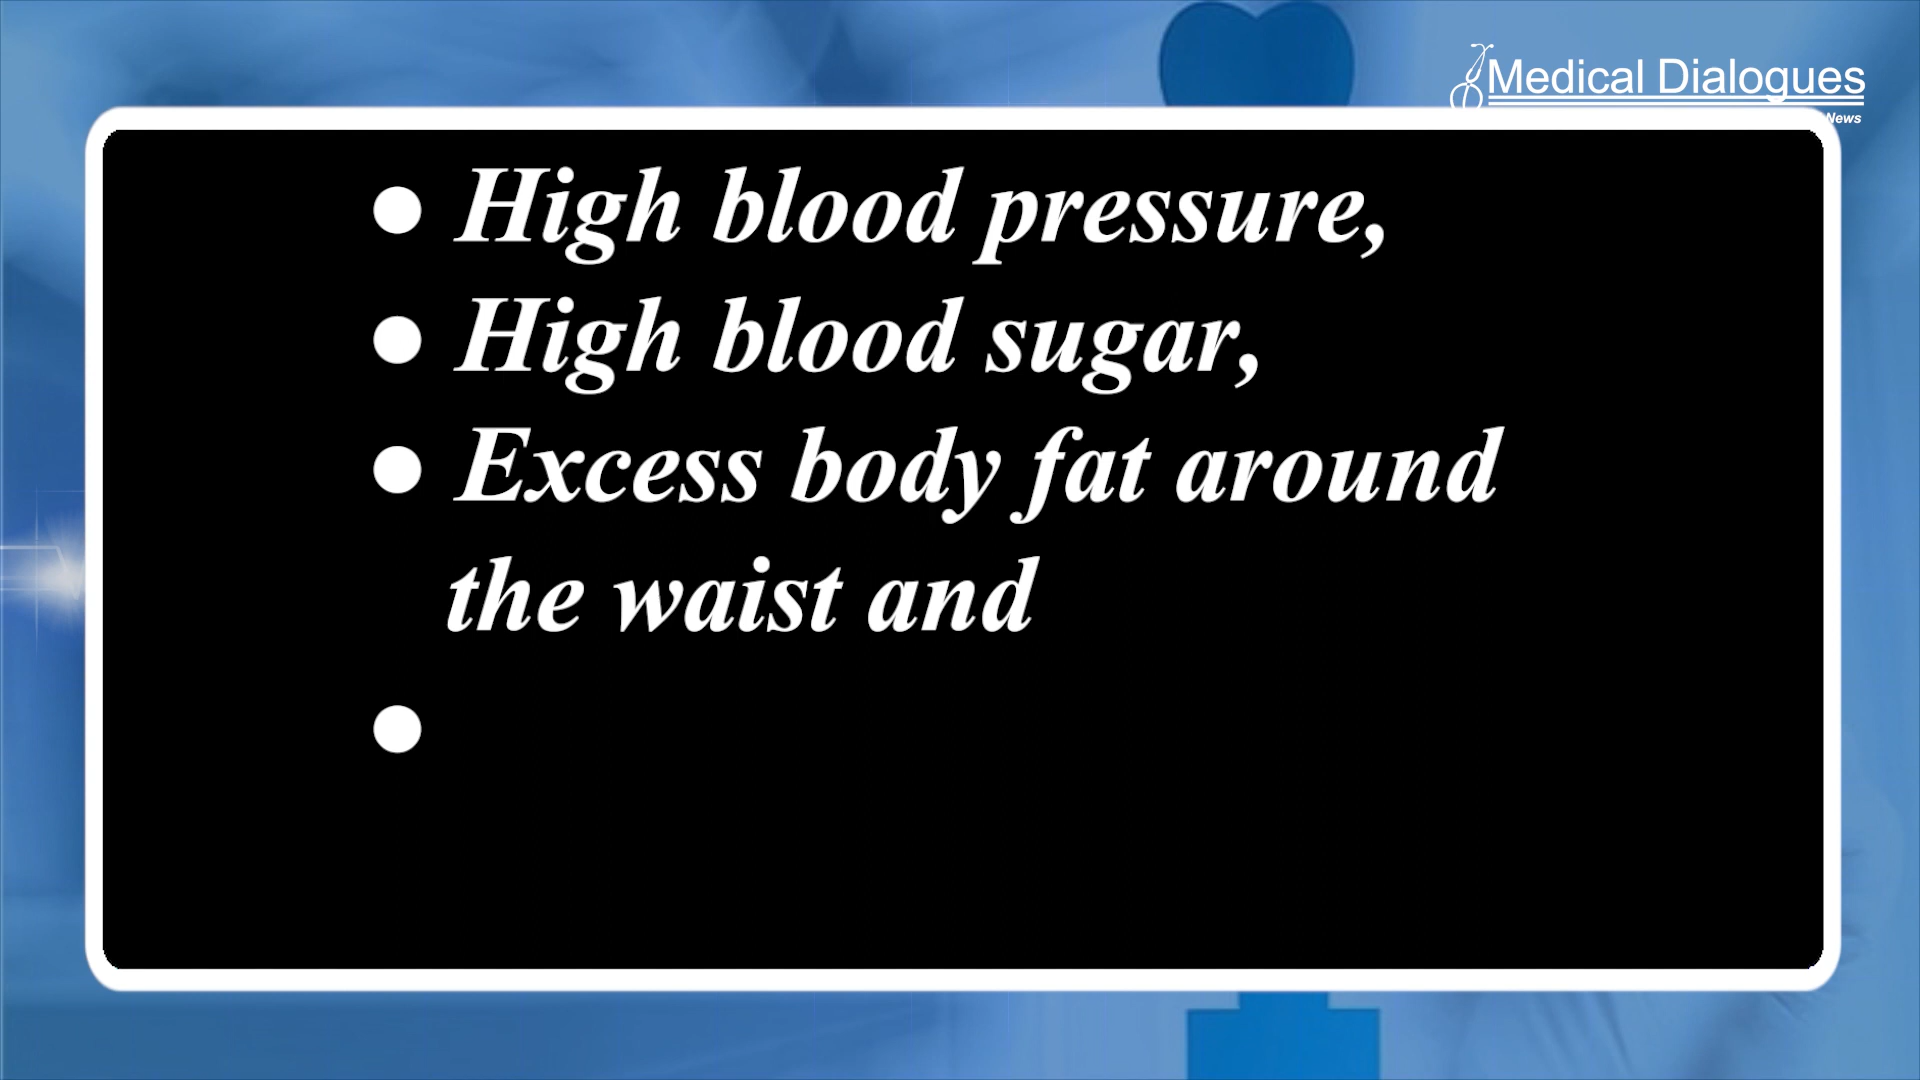 Medical Dialogues
News
● High blood pressure,
● High blood sugar,
● Excess body fat around
the waist and
●